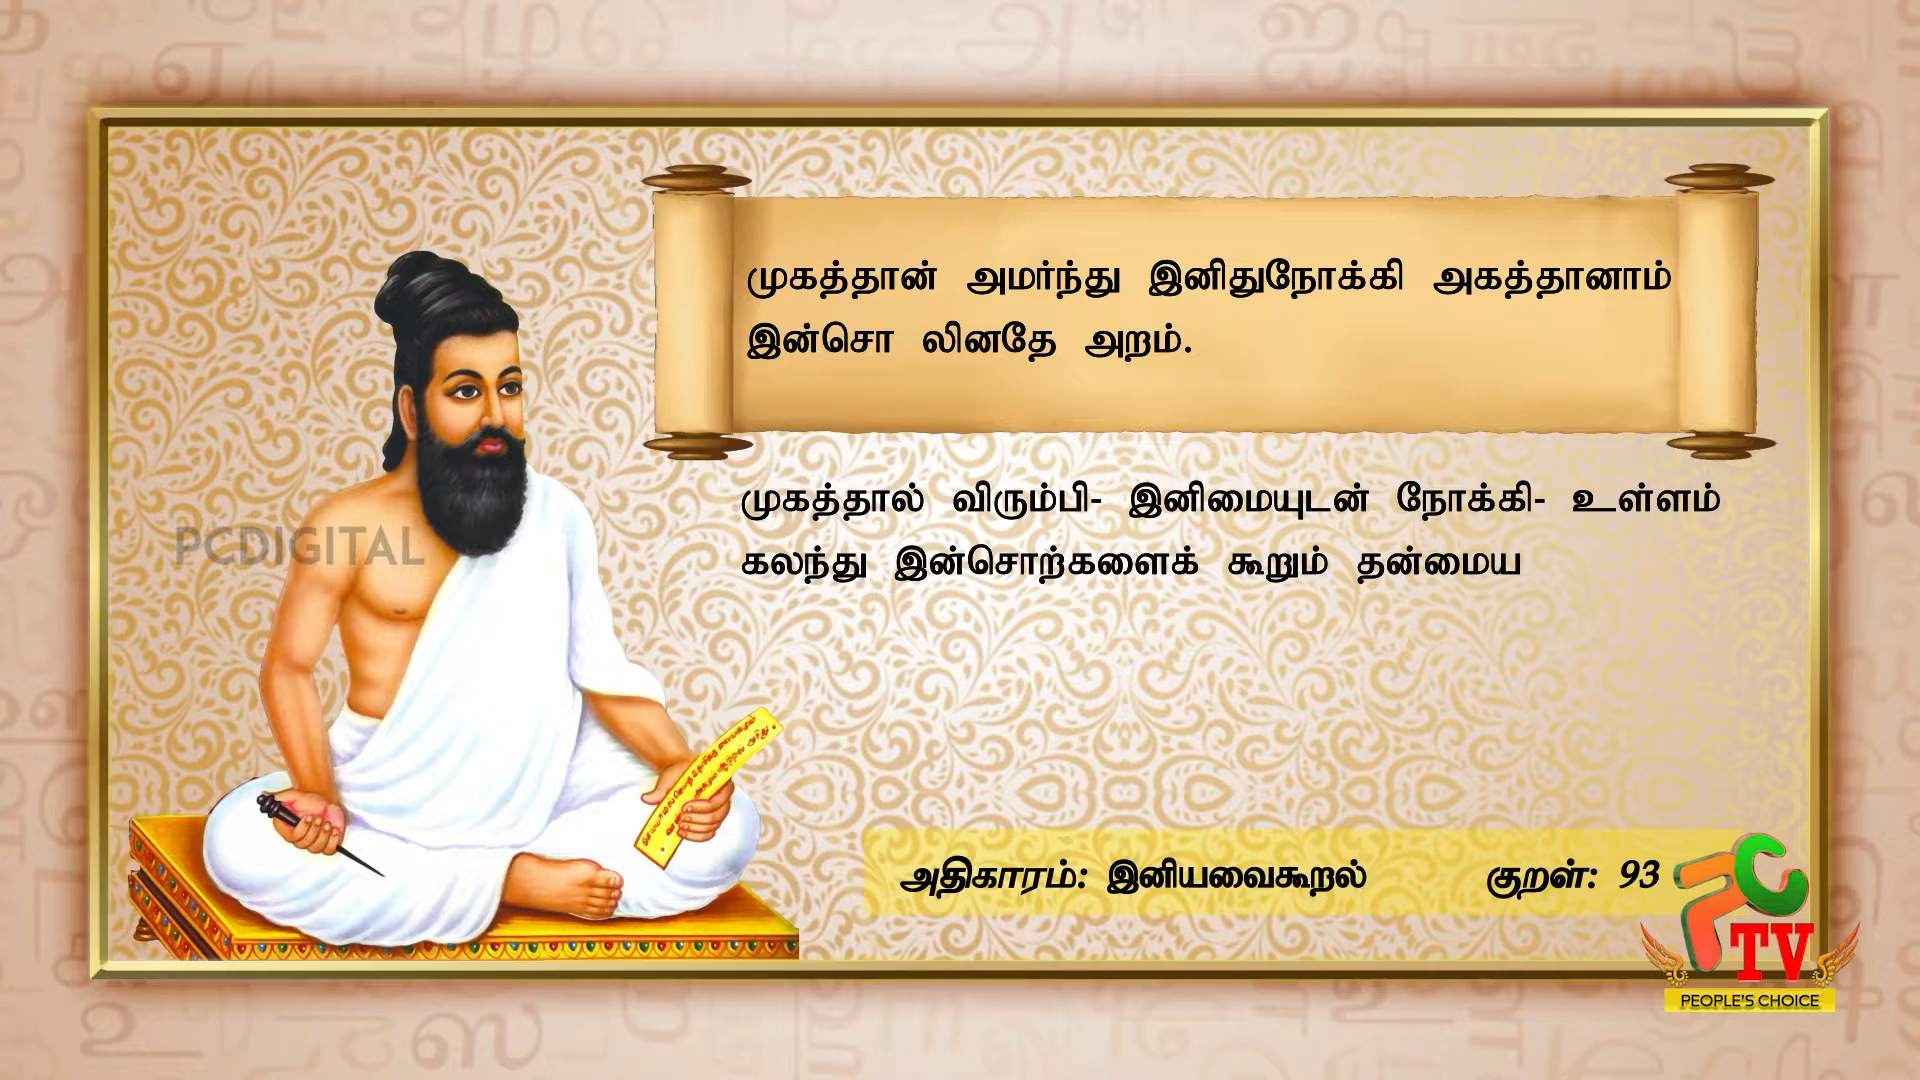 முகத்தான் அமர்ந்து இனிதுநோக்கி அகத்தானாம்
இன்சொ லினதே அறம்.
முகத்தால் விரும்பி- இனிமையுடன் நோக்கி- உள்ளம்
கலந்து இன்சொற்களைக் கூறும் தன்மைய
PCDIGITAL
அதிகாரம்: இனியவைகூறல் குறள்: 93
PC
TV
PEOPLE'S CHOICE